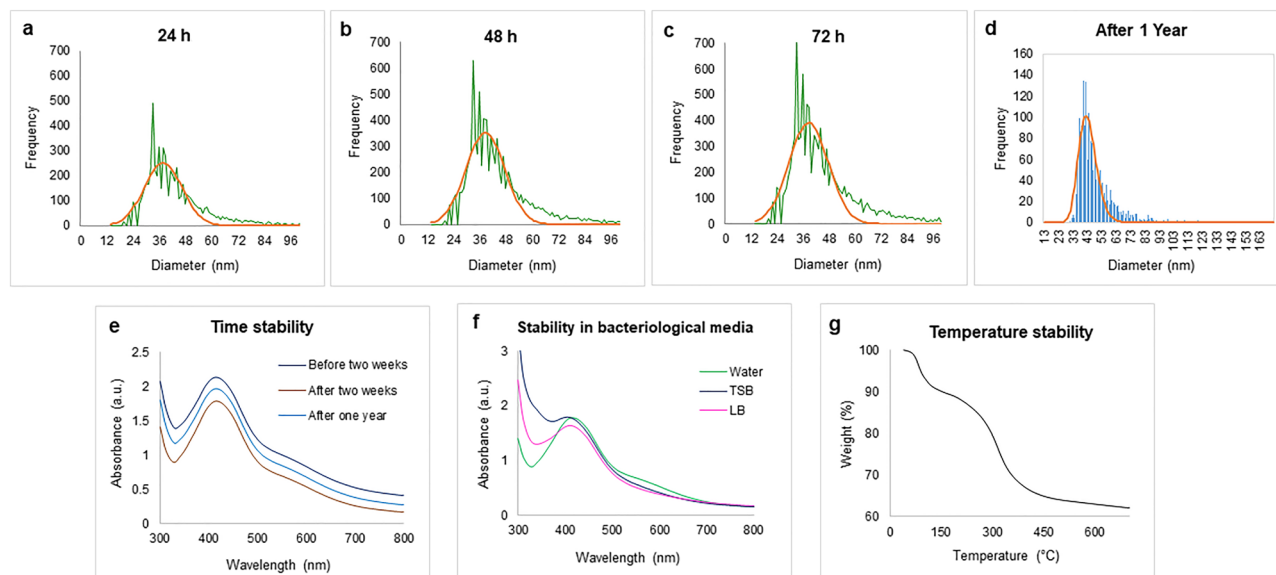 a
24 h
700
600
500
400
300
200
100
0
0 12 24 36 48 60 72 84 96
Frequency
Diameter (nm)
b
48 h
700
600
500
400
300
200
100
0
0 12 24 36 48 60 72 84 96
Frequency
Diameter (nm)
c
72 h
700
600
500
400
300
200
100
0
0 12 24 36 48 60 72 84 96
Frequency
Diameter (nm)
d
After 1 Year
160
140
120
100
80
60
40
20
0
13 23 33 43 53 63 73 83 93 103 113 123 133 143 153 163
Frequency
Diameter (nm)
e
Time stability
2.5
2
1.5
1
0.5
0
300 400 500 600 700 800
Absorbance (a.u.)
Wavelength (nm)
Before two weeks
After two weeks
After one year
f
Stability in bacteriological media
3
2
1
0
300 400 500 600 700 800
Absorbance (a.u.)
Wavelength (nm)
Water
TSB
LB
g
Temperature stability
100
90
80
70
60
0 150 300 450 600
Weight (%)
Temperature (°C)